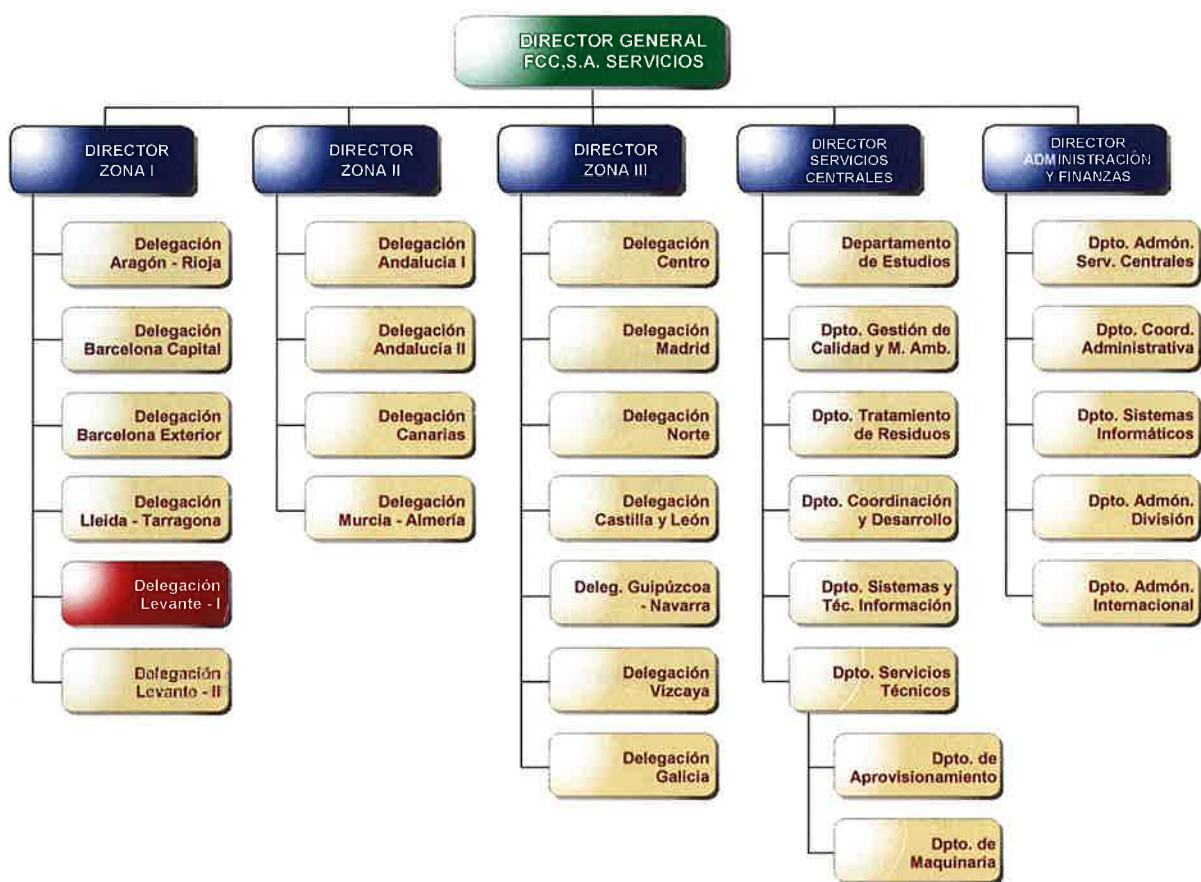 DIRECTOR GENERAL
FCC,S.A. SERVICIOS
DIRECTOR
ZONA I
Delegación
Aragón - Rioja
Delegación
Barcelona Capital
Delegación
Barcelona Exterior
Delegación
Lleida - Tarragona
Delegación
Levante - I
Delegación
Levante - II
DIRECTOR
ZONA II
Delegación
Andalucia I
Delegación
Andalucia II
Delegación
Canarias
Delegación
Murcia - Almería
DIRECTOR
ZONA III
Delegación
Centro
Delegación
Madrid
Delegación
Norte
Delegación
Castilla y León
Deleg. Guipúzcoa
- Navarra
Delegación
Vizcaya
Delegación
Galicia
DIRECTOR
SERVICIOS
CENTRALES
Departamento
de Estudios
Dpto. Gestión de
Calidad y M. Amb.
Dpto. Tratamiento
de Residuos
Dpto. Coordinación
y Desarrollo
Dpto. Sistemas y
Téc. Información
Dpto. Servicios
Técnicos
Dpto. de
Aprovisionamiento
Dpto. de
Maquinaria
DIRECTOR
ADMINISTRACIÓN
Y FINANZAS
Dpto. Admón.
Serv. Centrales
Dpto. Coord.
Administrativa
Dpto. Sistemas
Informáticos
Dpto. Admón.
División
Dpto. Admón.
Internacional